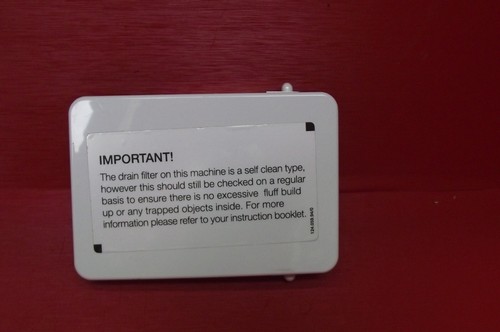 IMPORTANT!
The drain filter on this machine is a self clean type,
however this should still be checked on a regular
basis to ensure there is no excessive fluff build
up or any trapped objects inside. For more
information please refer to your instruction booklet.